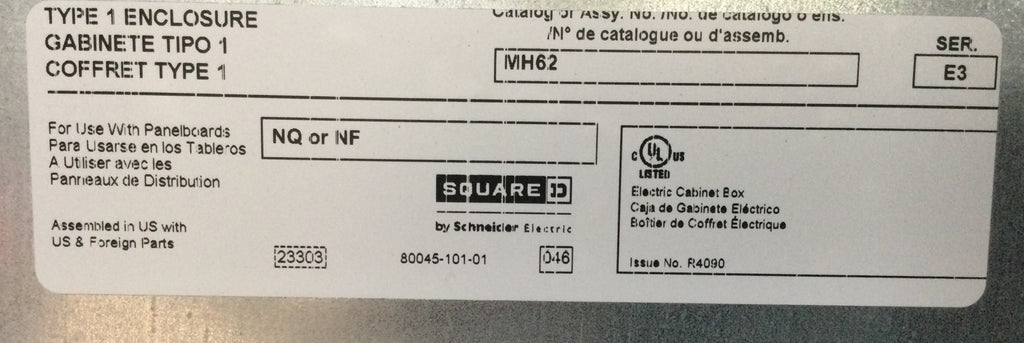 TYPE 1 ENCLOSURE
GABINETE TIPO 1
COFFRET TYPE 1
Catalog or Assy. No. /No. de catálogo o ens.
/N° de catalogue ou d'assemb.
MH62
SER.
E3
For Use With Panelboards
Para Usarse en los Tableros
A Utiliser avec les
Panneaux de Distribution
NQ or NF
Assembled in US with
US & Foreign Parts
SQUARE D
by Schneider Electric
23303
80045-101-01
046
C UL US
LISTED
Electric Cabinet Box
Caja de Gabinete Eléctrico
Boîtier de Coffret Électrique
Issue No. R4090